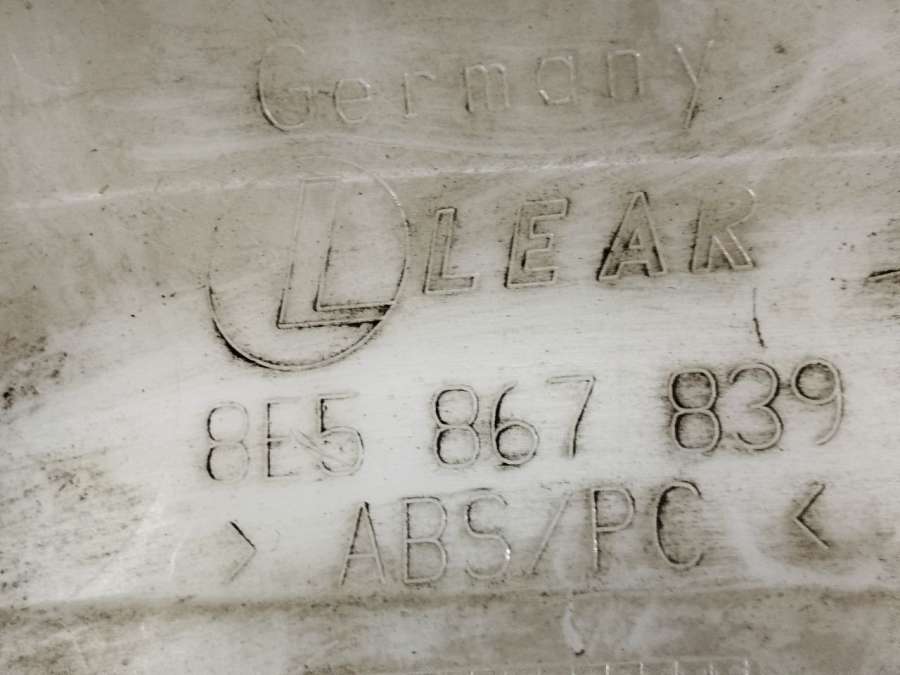 Germany
L LEAR
8E5 867 839
> ABS/PC <